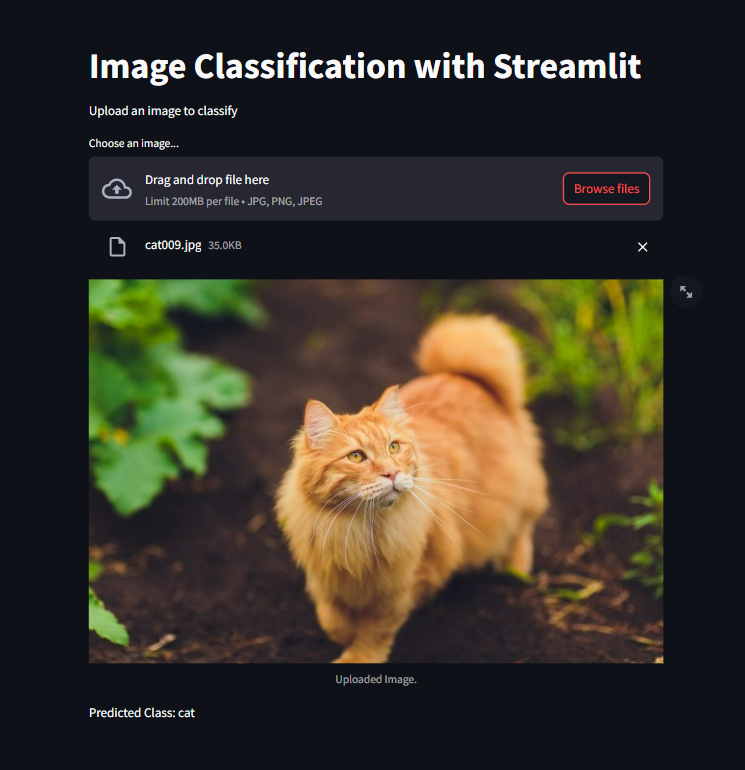 Image Classification with Streamlit
Upload an image to classify
Choose an image...
Drag and drop file here
Limit 200MB per file • JPG, PNG, JPEG
Browse files
cat009.jpg 35.0KB
Uploaded Image.
Predicted Class: cat